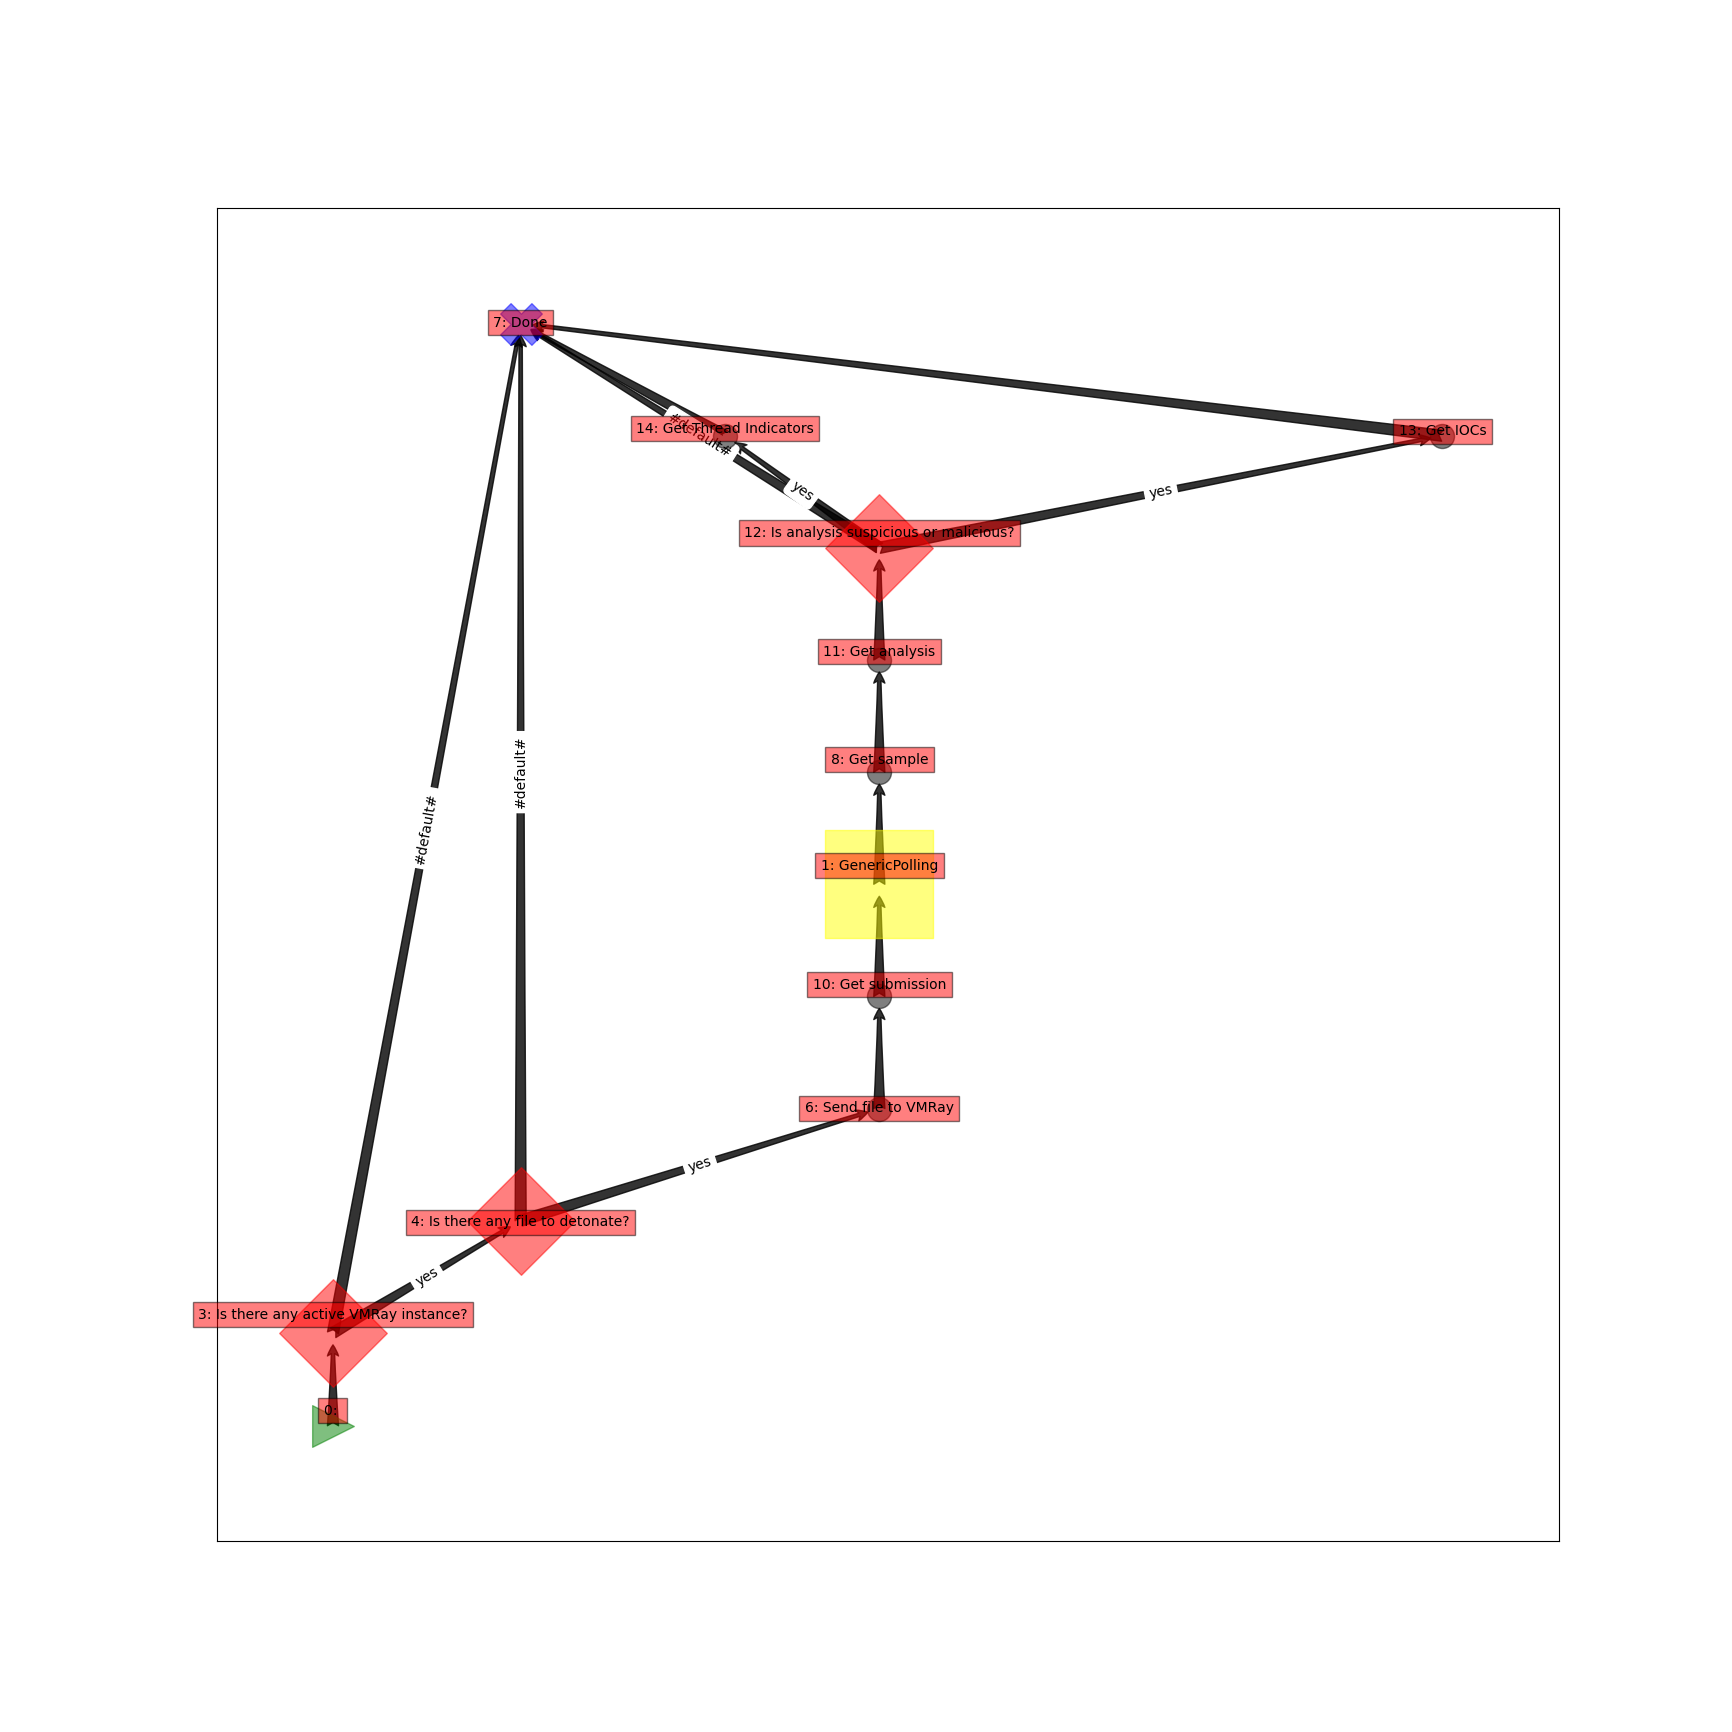 7: Done
#default#
14: Get Thread Indicators
13: Get IOCs
yes
yes
12: Is analysis suspicious or malicious?
11: Get analysis
8: Get sample
#default#
#default#
1: GenericPolling
10: Get submission
6: Send file to VMRay
yes
4: Is there any file to detonate?
yes
3: Is there any active VMRay instance?
0: